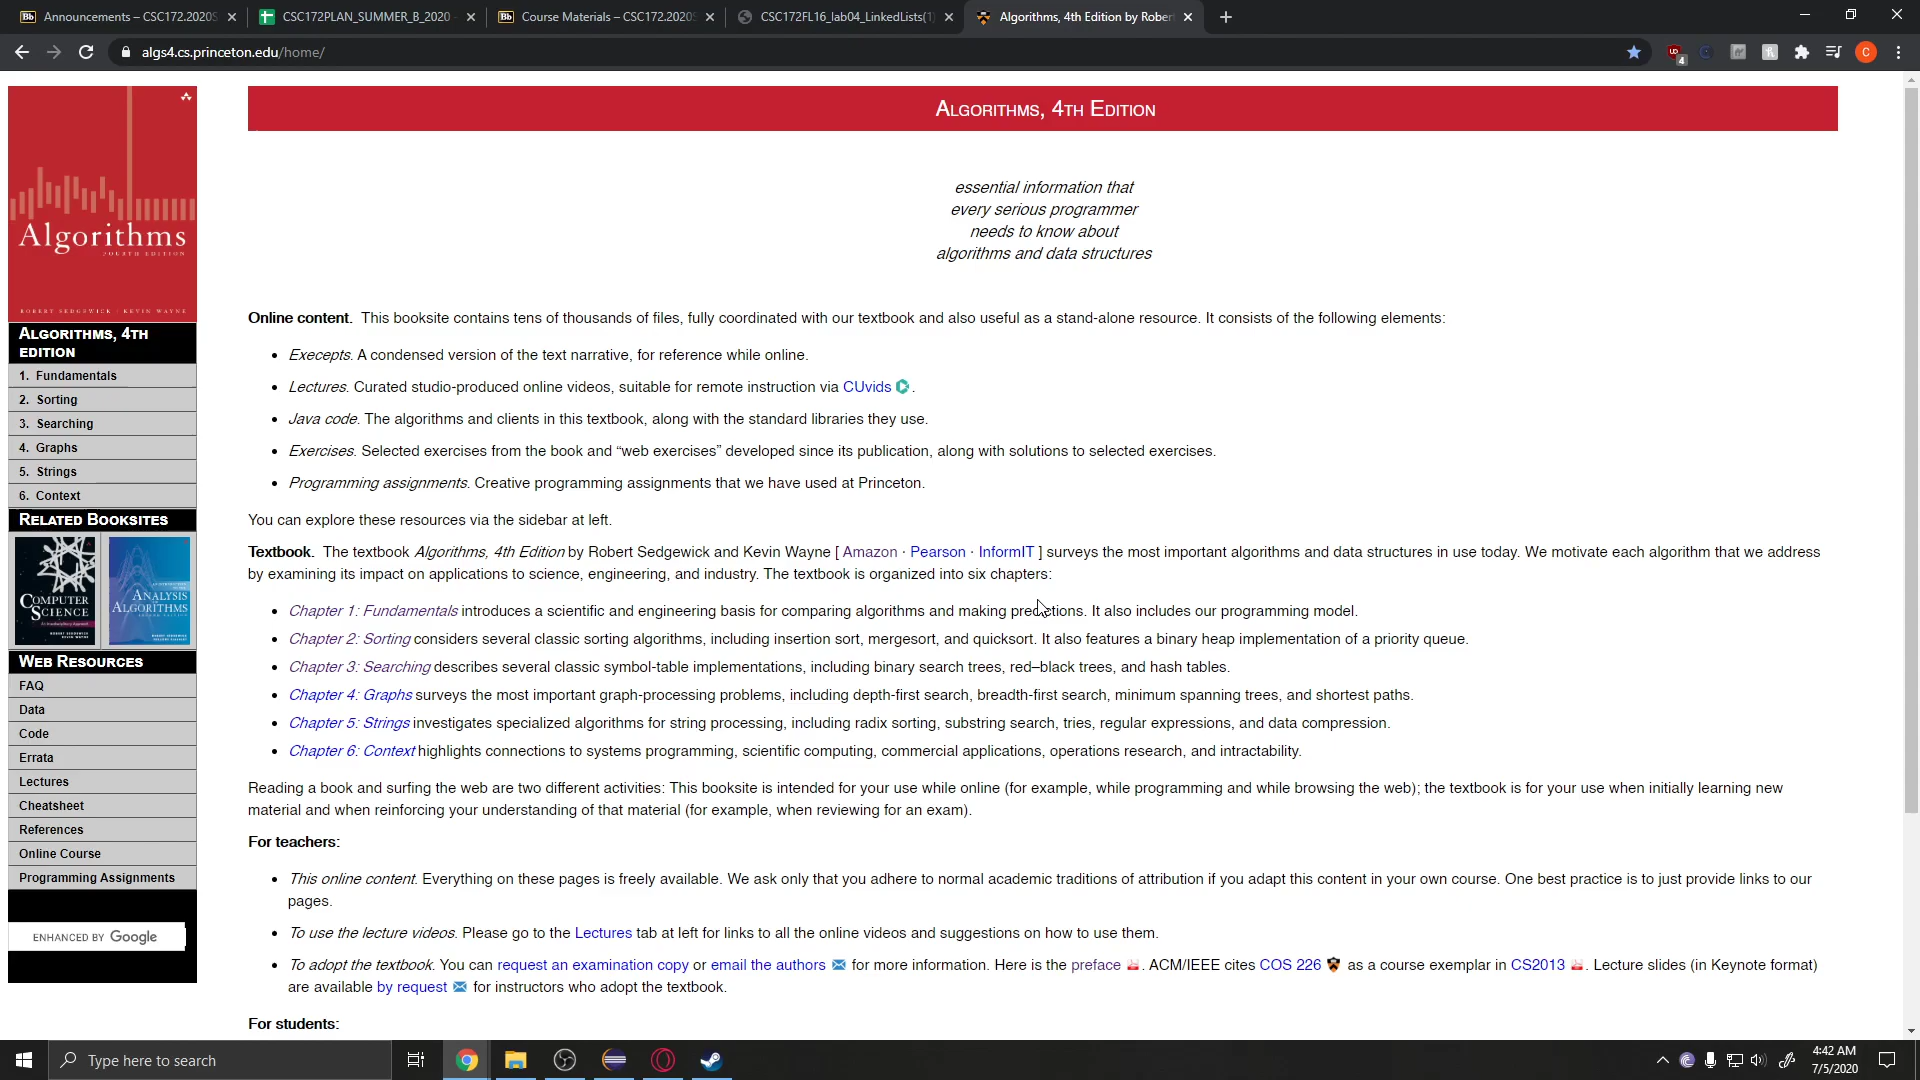 Announcements – CSC172.2020S
CSC172PLAN_SUMMER_B_2020
Course Materials – CSC172.2020S
CSC172FL16_lab04_LinkedLists(1)
Algorithms, 4th Edition by Rober
algs4.cs.princeton.edu/home/
Algorithms
FOURTH EDITION
ROBERT SEDGEWICK · KEVIN WAYNE
ALGORITHMS, 4TH
EDITION
1. Fundamentals
2. Sorting
3. Searching
4. Graphs
5. Strings
6. Context
RELATED BOOKSITES
COMPUTER
SCIENCE
ANALYSIS
ALGORITHMS
WEB RESOURCES
FAQ
Data
Code
Errata
Lectures
Cheatsheet
References
Online Course
Programming Assignments
ENHANCED BY Google
ALGORITHMS, 4TH EDITION
essential information that
every serious programmer
needs to know about
algorithms and data structures
Online content. This booksite contains tens of thousands of files, fully coordinated with our textbook and also useful as a stand-alone resource. It consists of the following elements:
• Execepts. A condensed version of the text narrative, for reference while online.
• Lectures. Curated studio-produced online videos, suitable for remote instruction via CUvids .
• Java code. The algorithms and clients in this textbook, along with the standard libraries they use.
• Exercises. Selected exercises from the book and “web exercises” developed since its publication, along with solutions to selected exercises.
• Programming assignments. Creative programming assignments that we have used at Princeton.
You can explore these resources via the sidebar at left.
Textbook. The textbook Algorithms, 4th Edition by Robert Sedgewick and Kevin Wayne [ Amazon · Pearson · InformIT ] surveys the most important algorithms and data structures in use today. We motivate each algorithm that we address
by examining its impact on applications to science, engineering, and industry. The textbook is organized into six chapters:
• Chapter 1: Fundamentals introduces a scientific and engineering basis for comparing algorithms and making predictions. It also includes our programming model.
• Chapter 2: Sorting considers several classic sorting algorithms, including insertion sort, mergesort, and quicksort. It also features a binary heap implementation of a priority queue.
• Chapter 3: Searching describes several classic symbol-table implementations, including binary search trees, red–black trees, and hash tables.
• Chapter 4: Graphs surveys the most important graph-processing problems, including depth-first search, breadth-first search, minimum spanning trees, and shortest paths.
• Chapter 5: Strings investigates specialized algorithms for string processing, including radix sorting, substring search, tries, regular expressions, and data compression.
• Chapter 6: Context highlights connections to systems programming, scientific computing, commercial applications, operations research, and intractability.
Reading a book and surfing the web are two different activities: This booksite is intended for your use while online (for example, while programming and while browsing the web); the textbook is for your use when initially learning new
material and when reinforcing your understanding of that material (for example, when reviewing for an exam).
For teachers:
• This online content. Everything on these pages is freely available. We ask only that you adhere to normal academic traditions of attribution if you adapt this content in your own course. One best practice is to just provide links to our
pages.
• To use the lecture videos. Please go to the Lectures tab at left for links to all the online videos and suggestions on how to use them.
• To adopt the textbook. You can request an examination copy or email the authors for more information. Here is the preface . ACM/IEEE cites COS 226 as a course exemplar in CS2013 . Lecture slides (in Keynote format)
are available by request for instructors who adopt the textbook.
For students:
Type here to search
4:42 AM
7/5/2020